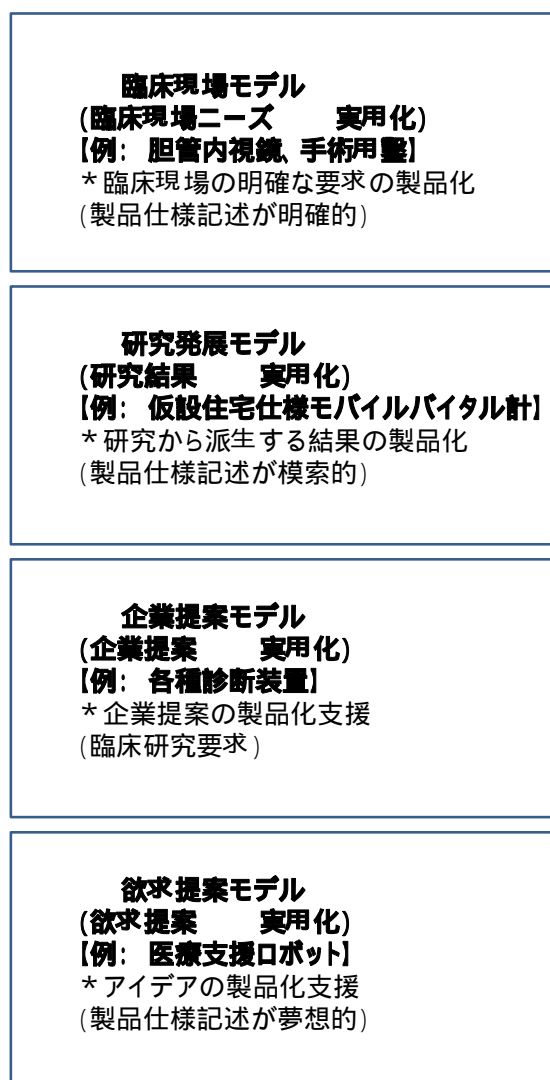 臨床現場モデル
(臨床現場ニーズ　　実用化)
【例: 胆管内視鏡、手術用鑿】
*臨床現場の明確な要求の製品化
(製品仕様記述が明確的)
研究発展モデル
(研究結果　　実用化)
【例: 仮設住宅仕様モバイルバイタル計】
*研究から派生する結果の製品化
(製品仕様記述が模索的)
企業提案モデル
(企業提案　　実用化)
【例: 各種診断装置】
*企業提案の製品化支援
(臨床研究要求)
欲求提案モデル
(欲求提案　　実用化)
【例: 医療支援ロボット】
*アイデアの製品化支援
(製品仕様記述が夢想的)